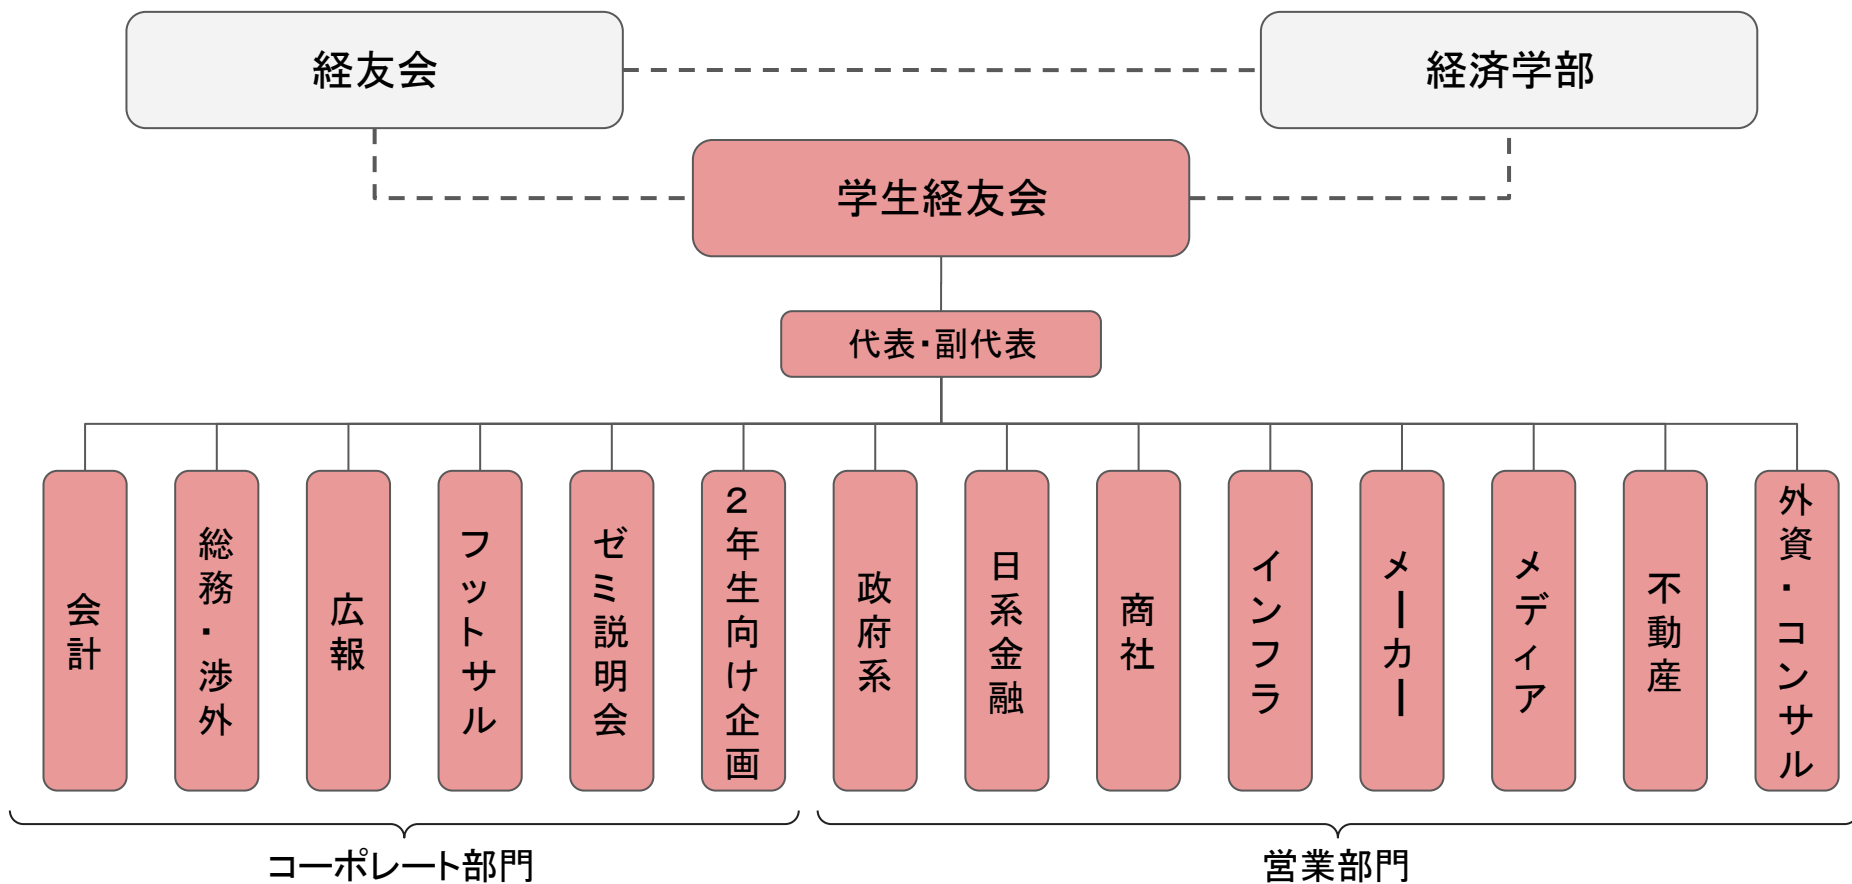 経友会
経済学部
学生経友会
代表・副代表
会計
総務・渉外
広報
フットサル
ゼミ説明会
2年生向け企画
政府系
日系金融
商社
インフラ
メーカー
メディア
不動産
外資・コンサル
コーポレート部門
営業部門